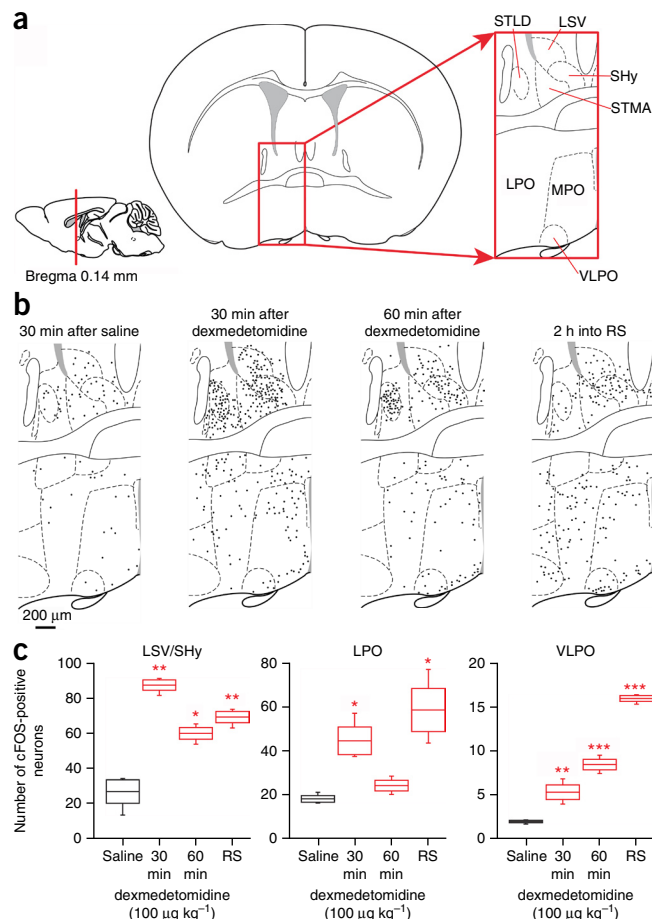 a
STLD
LSV
SHy
STMA
LPO
MPO
VLPO
Bregma 0.14 mm
b
30 min after saline
30 min after
dexmedetomidine
60 min after
dexmedetomidine
2 h into RS
200 μm
c
LSV/SHy
LPO
VLPO
Number of cFOS-positive
neurons
100
80
60
40
20
0
**
*
**
Saline
30
min
60
min
RS
dexmedetomidine
(100 μg kg⁻¹)
80
60
40
20
0
*
*
Saline
30
min
60
min
RS
dexmedetomidine
(100 μg kg⁻¹)
20
15
10
5
0
**
***
***
Saline
30
min
60
min
RS
dexmedetomidine
(100 μg kg⁻¹)